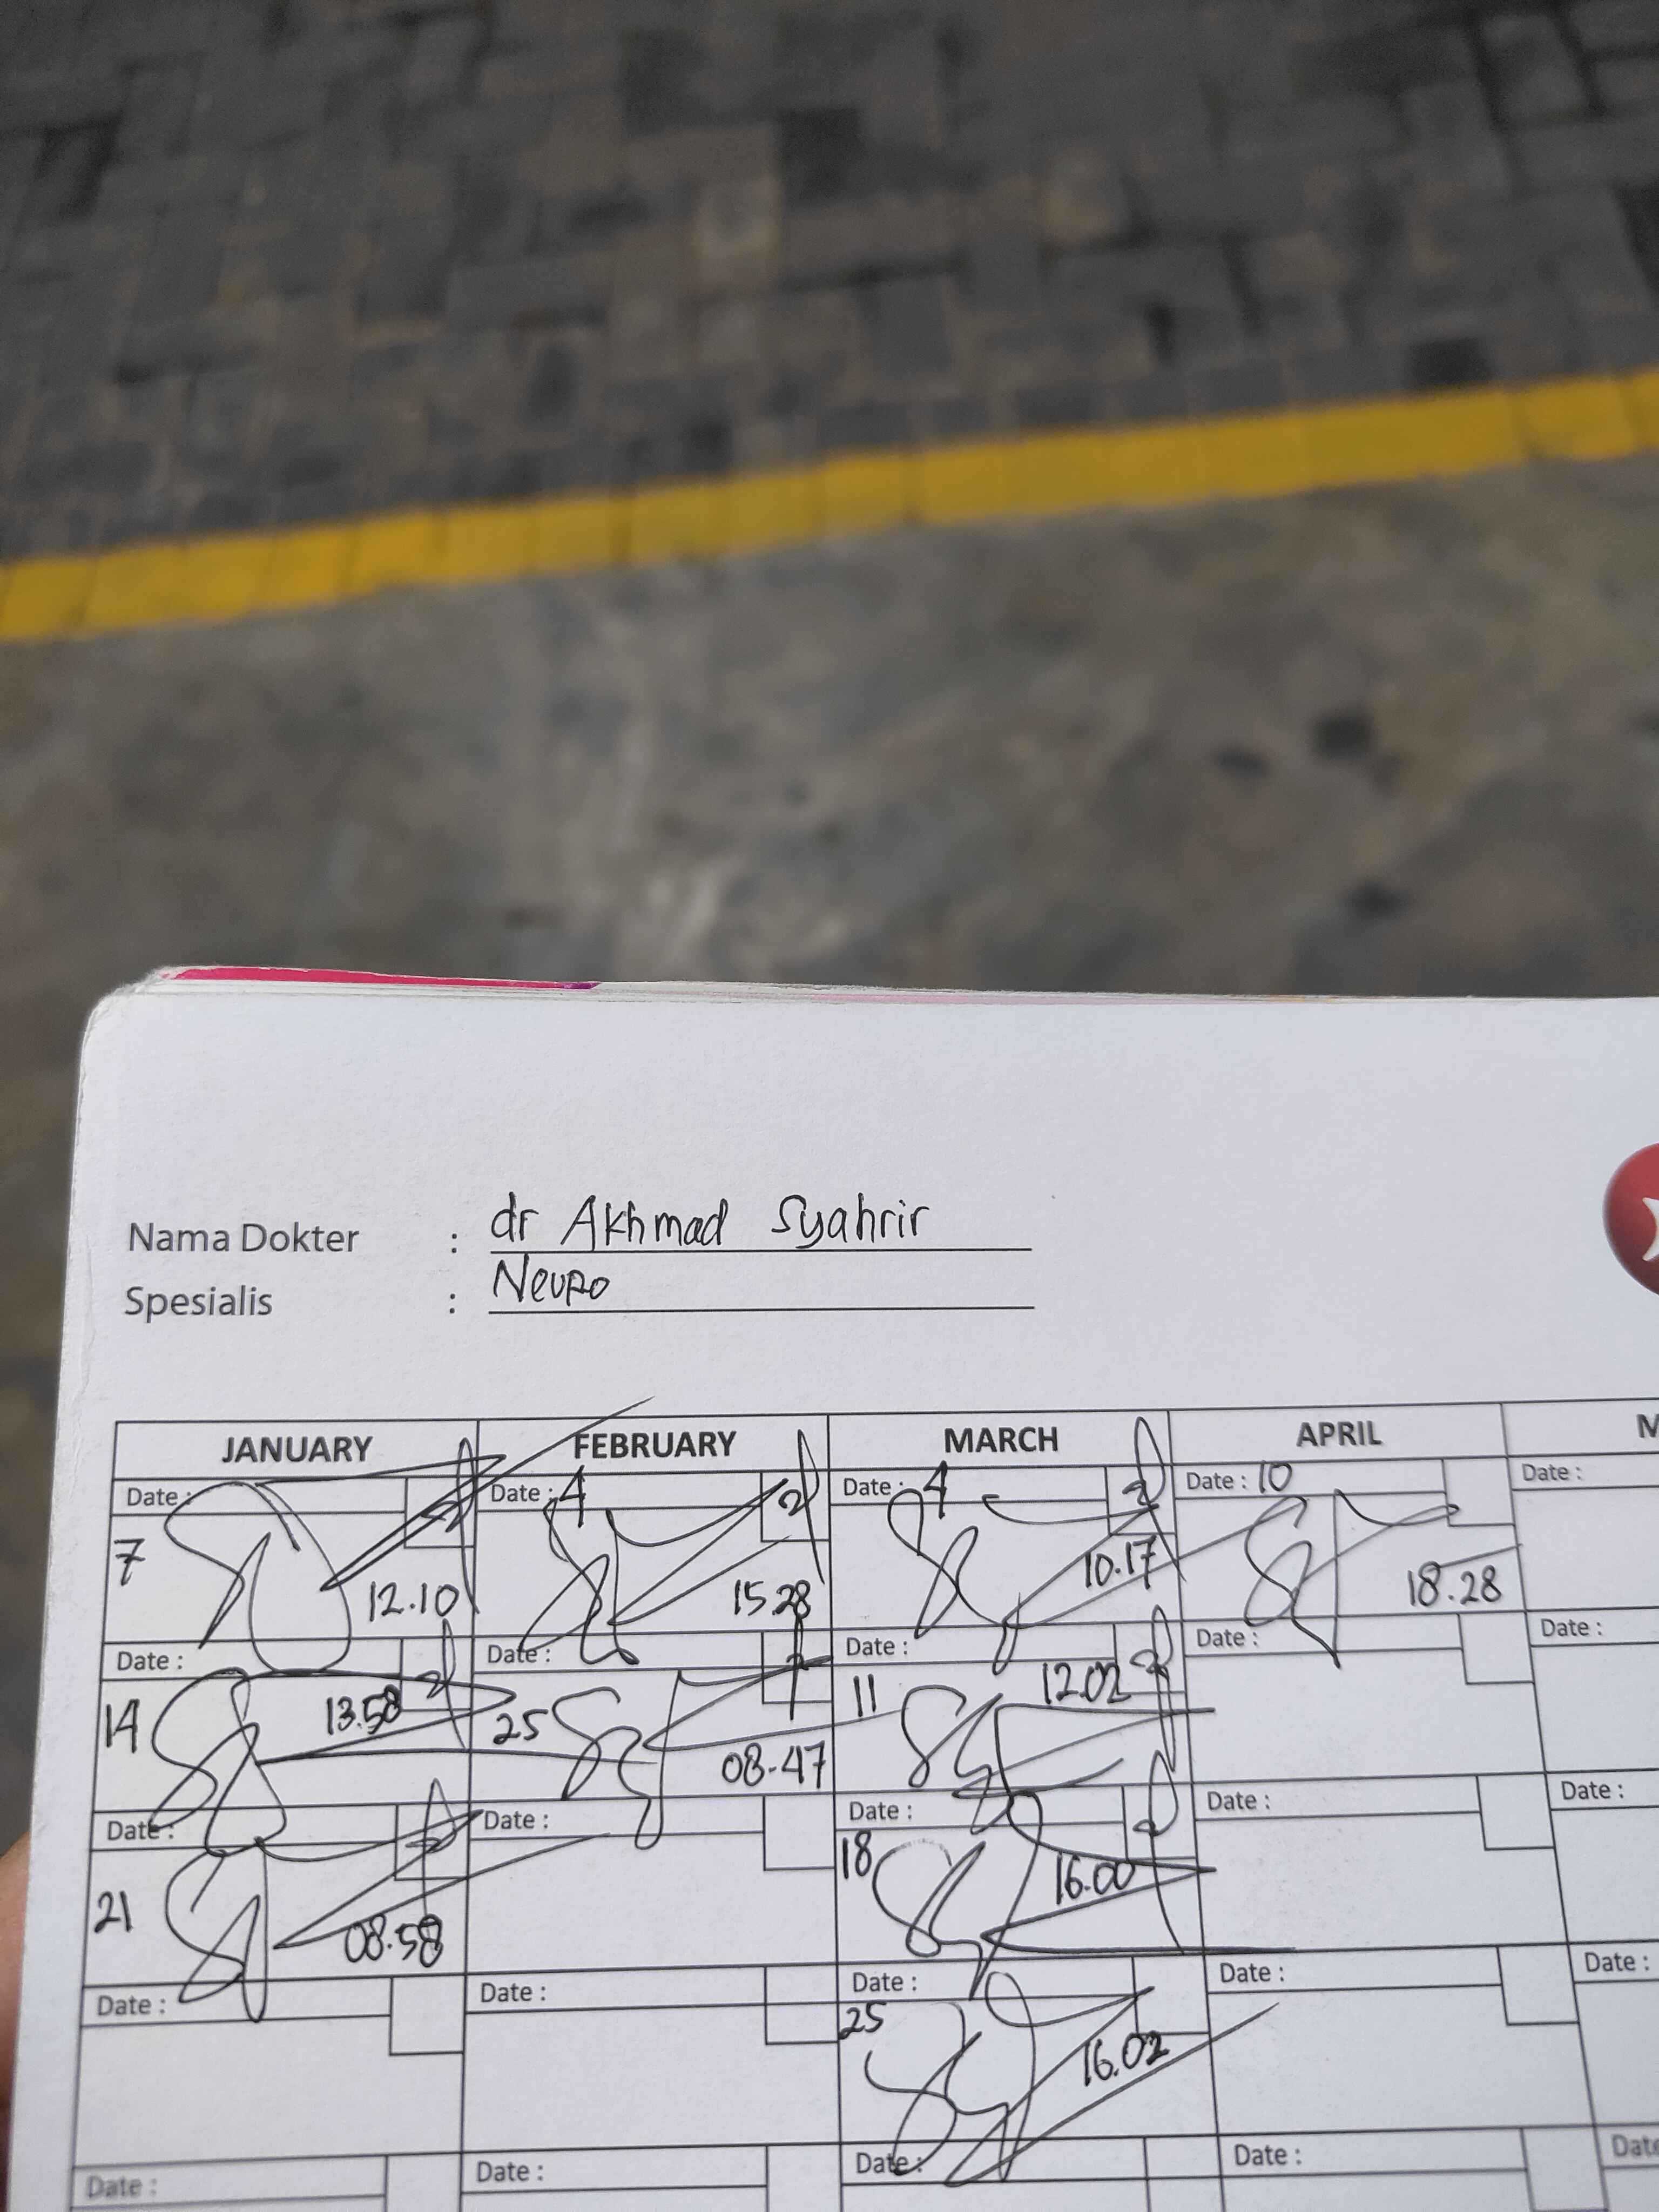 Nama Dokter : dr Akhmad Syahrir
Spesialis : Neuro
JANUARY FEBRUARY MARCH APRIL M
Date : Date : 4 Date : 4 Date : 10 Date :
7 12.10 15.28 10.17 18.28
Date : Date : Date : Date : Date :
14 13.58 25 08-47 11 12.02
Date : Date : Date : Date : Date :
21 08.58 18 16.00
Date : Date : Date : Date : Date :
25 16.02
Date : Date : Date : Date : Date